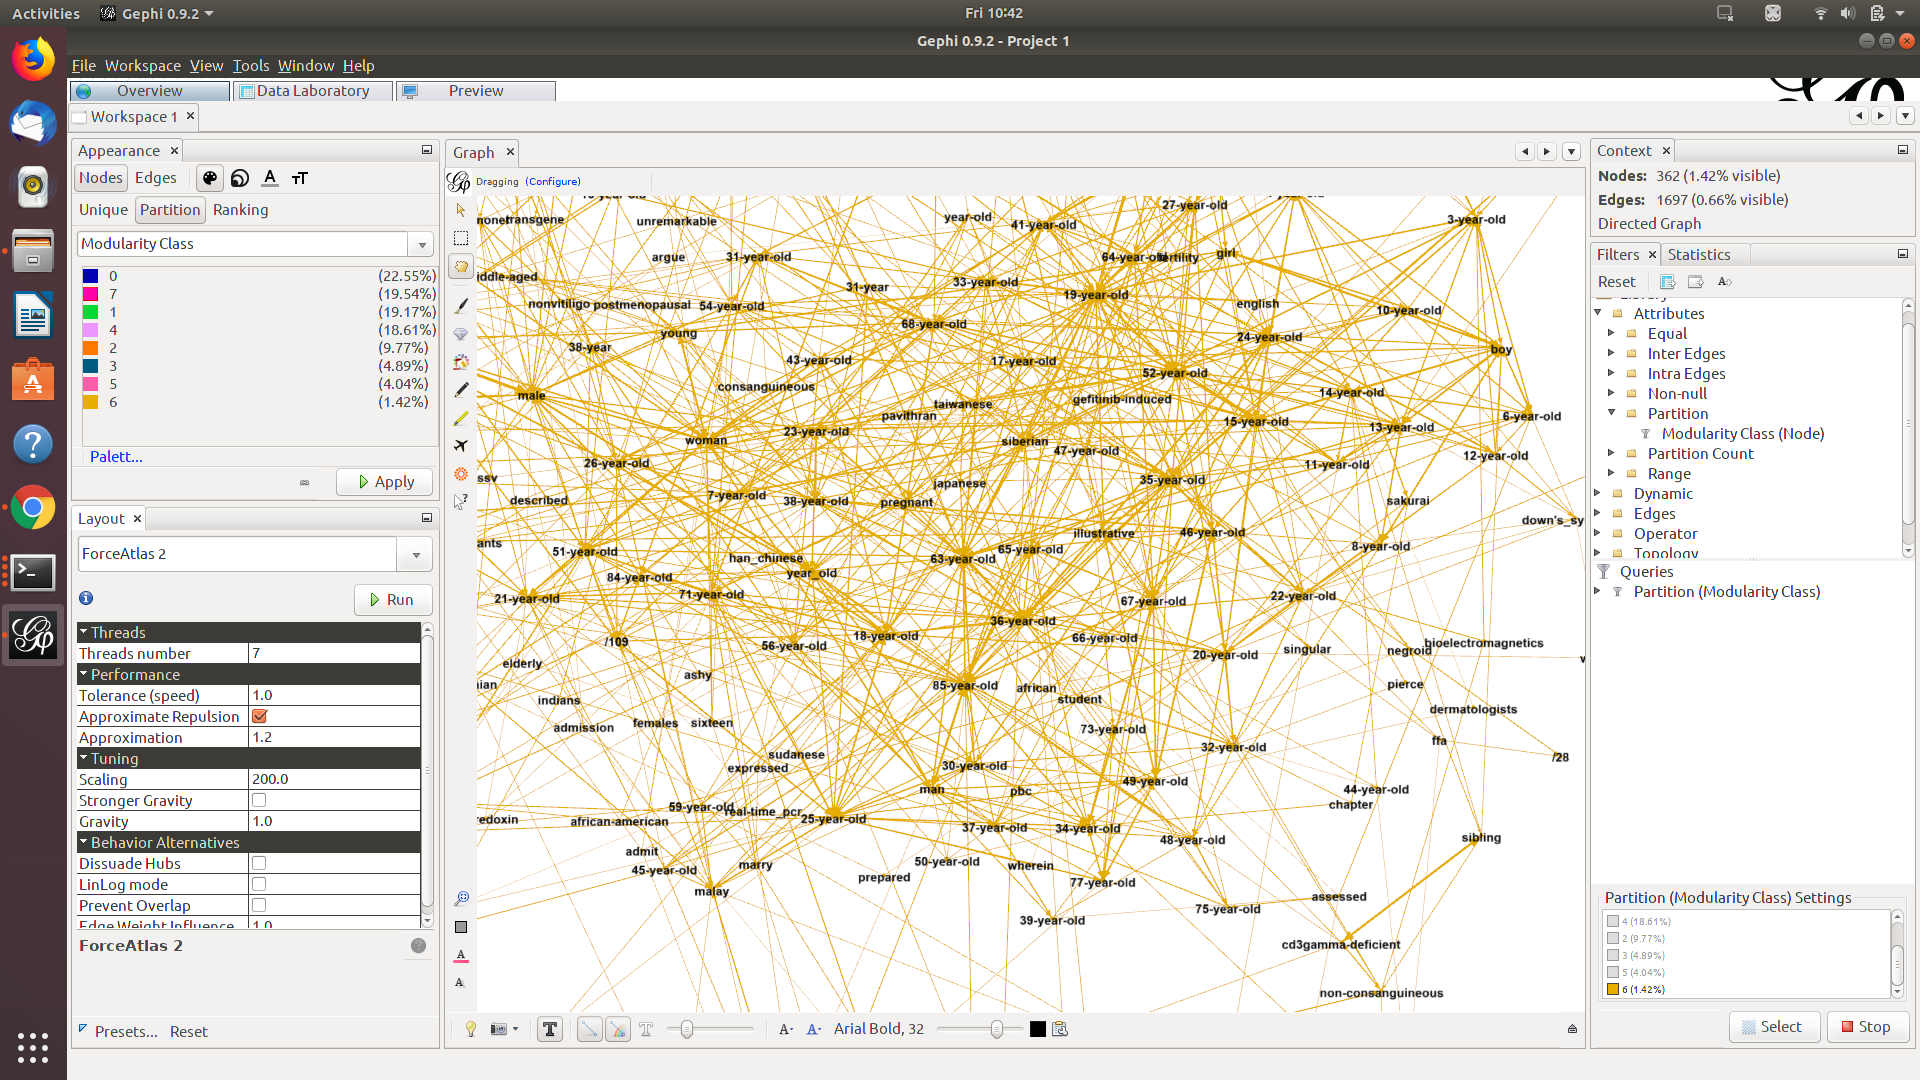 Activities Gephi 0.9.2 Fri 10:42
Gephi 0.9.2 - Project 1
File Workspace View Tools Window Help
Overview Data Laboratory Preview
Workspace 1
Appearance
Nodes Edges
Unique Partition Ranking
Modularity Class
0 (22.55%)
7 (19.54%)
1 (19.17%)
4 (18.61%)
2 (9.77%)
3 (4.89%)
5 (4.04%)
6 (1.42%)
Palett...
Apply
Layout
ForceAtlas 2
Run
Threads
Threads number 7
Performance
Tolerance (speed) 1.0
Approximate Repulsion
Approximation 1.2
Tuning
Scaling 200.0
Stronger Gravity
Gravity 1.0
Behavior Alternatives
Dissuade Hubs
LinLog mode
Prevent Overlap
Edge Weight Influence 1.0
ForceAtlas 2
Presets... Reset
Graph
Dragging (Configure)
transgene unremarkable year-old 41-year-old 27-year-old 3-year-old
argue 31-year-old 64-year-old fertility girl
ddle-aged 31-year 33-year-old 19-year-old
nonvitiligo postmenopausal 54-year-old english 10-year-old
young 68-year-old 24-year-old
38-year 43-year-old 17-year-old 52-year-old boy
male consanguineous gefitinib-induced 14-year-old
pavithran taiwanese 15-year-old 13-year-old 6-year-old
woman 23-year-old siberian 47-year-old
26-year-old 11-year-old 12-year-old
ssv 7-year-old 38-year-old pregnant japanese 35-year-old
described sakurai
ants illustrative 46-year-old down's_sy
51-year-old han_chinese 63-year-old 65-year-old 8-year-old
84-year-old year_old
21-year-old 71-year-old 67-year-old 22-year-old
/109 56-year-old 18-year-old 36-year-old 66-year-old
elderly 20-year-old singular negroid bioelectromagnetics
ian ashy 85-year-old african pierce
indians student
admission females sixteen 73-year-old dermatologists
sudanese 32-year-old ffa
expressed 30-year-old /28
man pbc 49-year-old 44-year-old
59-year-old real-time_pcr chapter
redoxin african-american 25-year-old 37-year-old 34-year-old 48-year-old sibling
admit
45-year-old marry 50-year-old wherein
malay prepared 77-year-old
39-year-old 75-year-old assessed
cd3gamma-deficient
non-consanguineous
Arial Bold, 32
Context
Nodes: 362 (1.42% visible)
Edges: 1697 (0.66% visible)
Directed Graph
Filters Statistics
Reset
Library
Attributes
Equal
Inter Edges
Intra Edges
Non-null
Partition
Modularity Class (Node)
Partition Count
Range
Dynamic
Edges
Operator
Topology
Queries
Partition (Modularity Class)
Partition (Modularity Class) Settings
4 (18.61%)
2 (9.77%)
3 (4.89%)
5 (4.04%)
6 (1.42%)
Select Stop